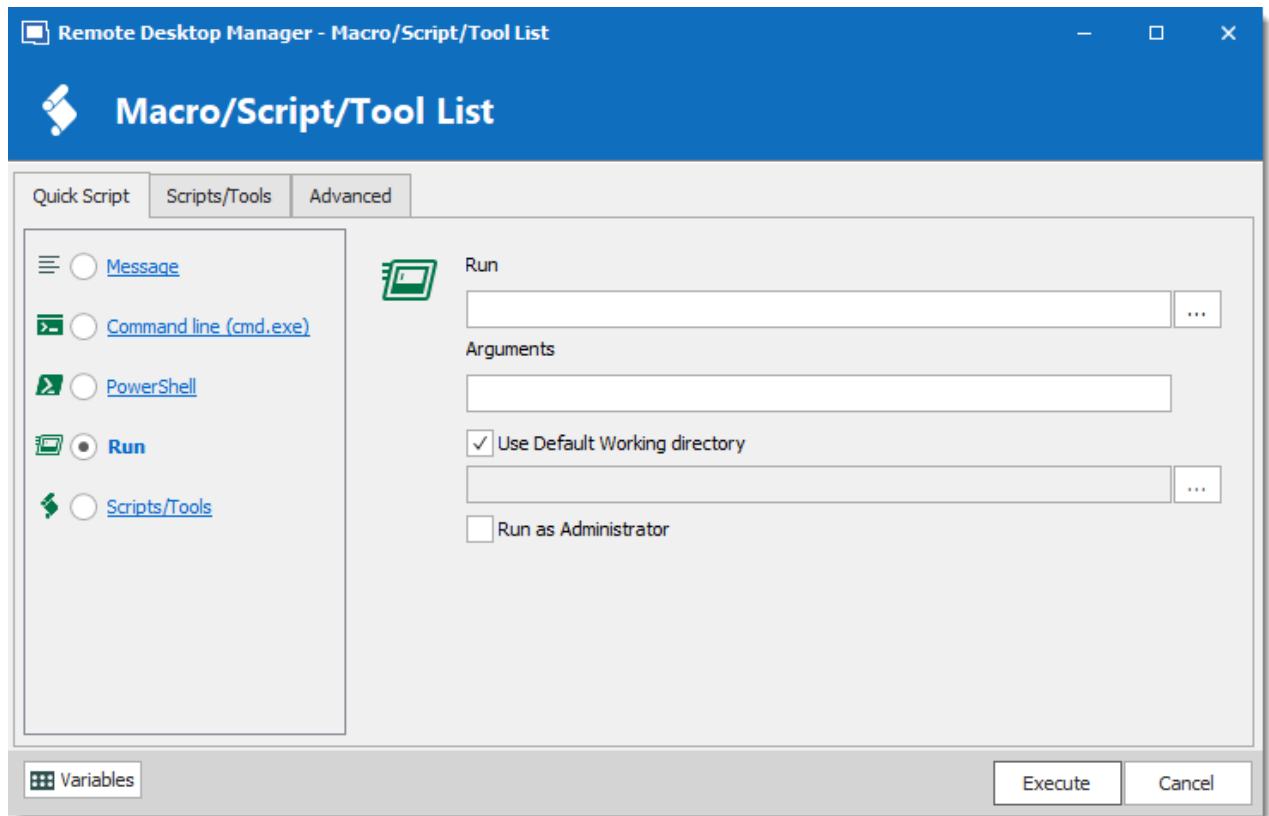 Remote Desktop Manager - Macro/Script/Tool List
Macro/Script/Tool List
Quick Script Scripts/Tools Advanced
Message
Command line (cmd.exe)
PowerShell
Run
Scripts/Tools
Run
...
Arguments
Use Default Working directory
...
Run as Administrator
Variables
Execute Cancel